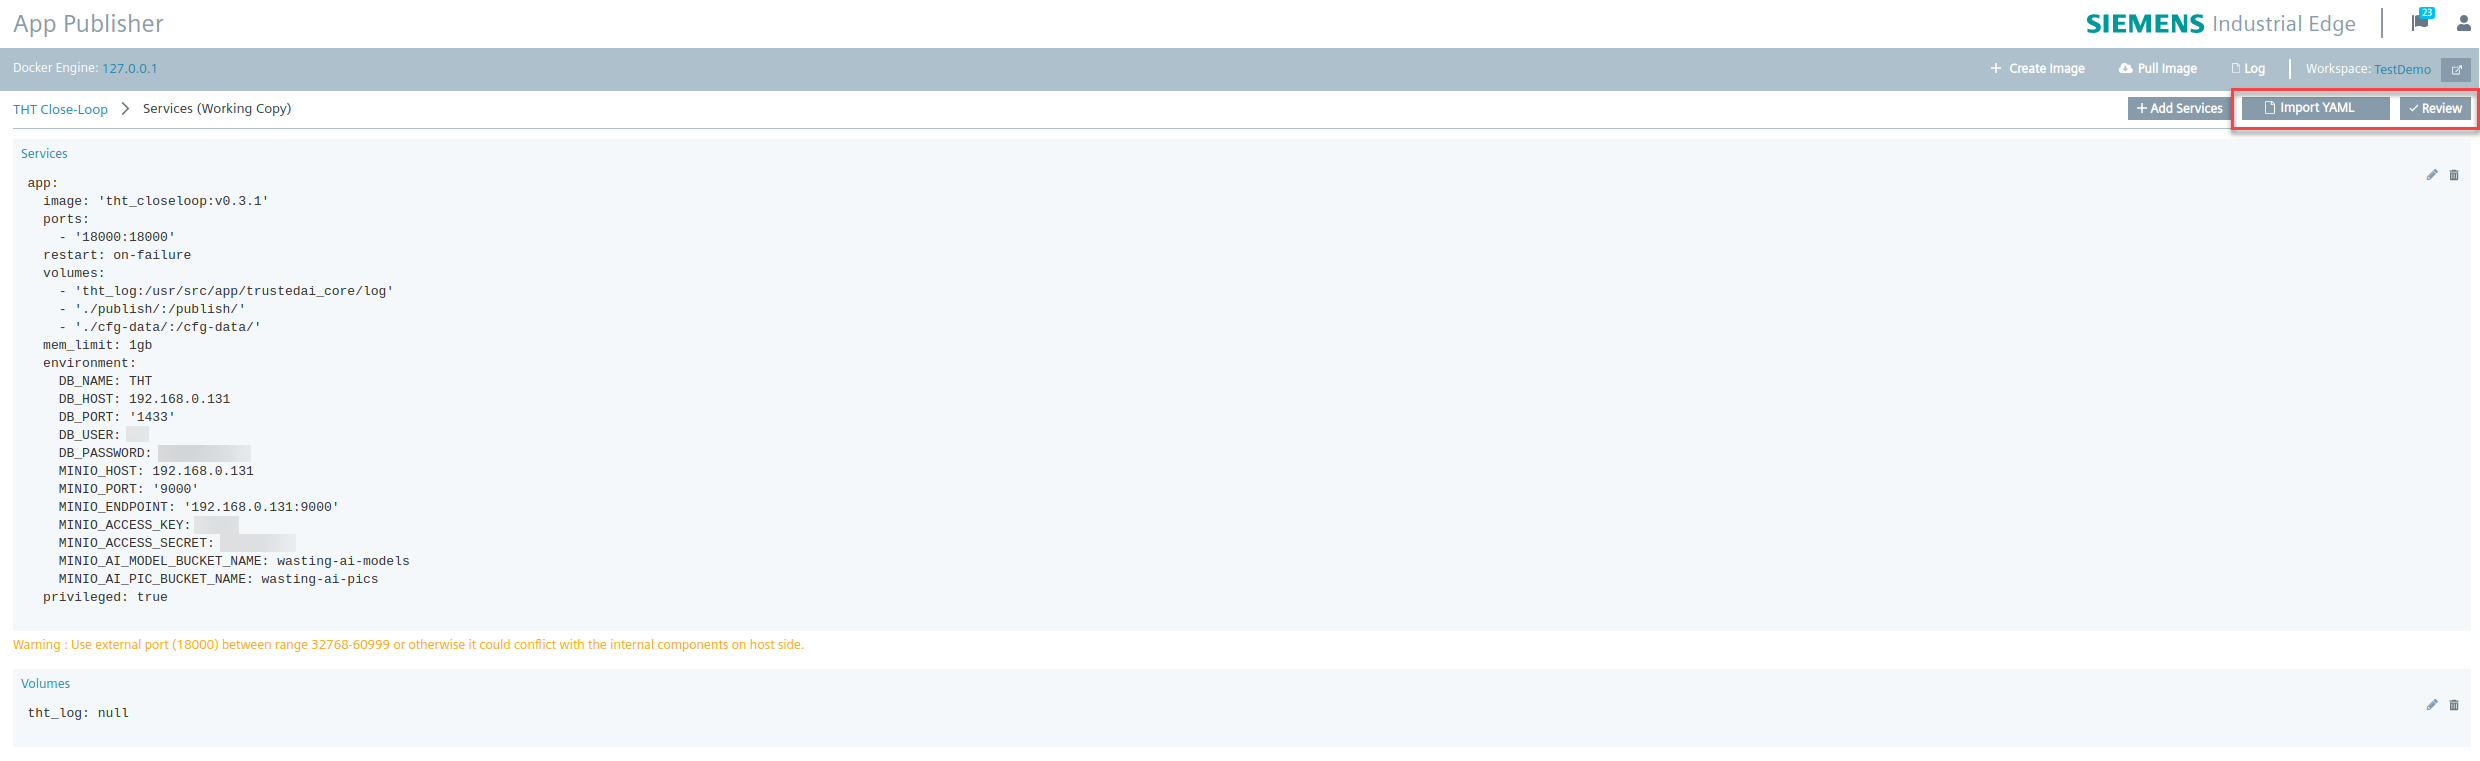 App Publisher
SIEMENS Industrial Edge
23
Docker Engine: 127.0.0.1
+ Create Image
Pull Image
Log
Workspace: TestDemo
THT Close-Loop > Services (Working Copy)
+ Add Services
Import YAML
Review
Services
app:
  image: 'tht_closeloop:v0.3.1'
  ports:
    - '18000:18000'
  restart: on-failure
  volumes:
    - 'tht_log:/usr/src/app/trustedai_core/log'
    - './publish/:/publish/'
    - './cfg-data/:/cfg-data/'
  mem_limit: 1gb
  environment:
    DB_NAME: THT
    DB_HOST: 192.168.0.131
    DB_PORT: '1433'
    DB_USER:
    DB_PASSWORD:
    MINIO_HOST: 192.168.0.131
    MINIO_PORT: '9000'
    MINIO_ENDPOINT: '192.168.0.131:9000'
    MINIO_ACCESS_KEY:
    MINIO_ACCESS_SECRET:
    MINIO_AI_MODEL_BUCKET_NAME: wasting-ai-models
    MINIO_AI_PIC_BUCKET_NAME: wasting-ai-pics
  privileged: true
Warning : Use external port (18000) between range 32768-60999 or otherwise it could conflict with the internal components on host side.
Volumes
tht_log: null